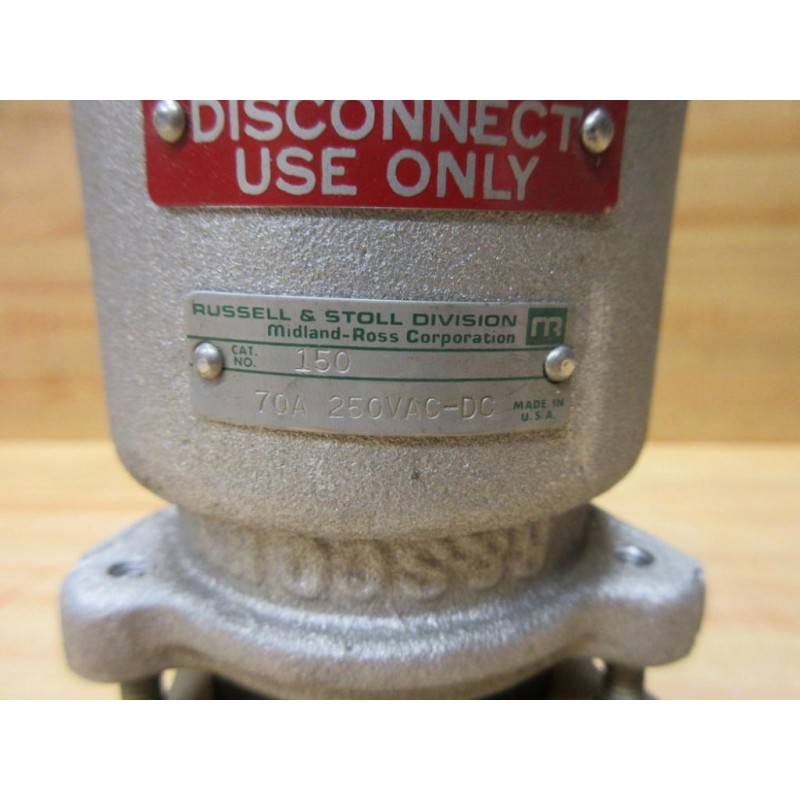 DISCONNECT
USE ONLY
RUSSELL & STOLL DIVISION
Midland-Ross Corporation
CAT.
NO. 150
70A 250VAC-DC
MADE IN
U.S.A.